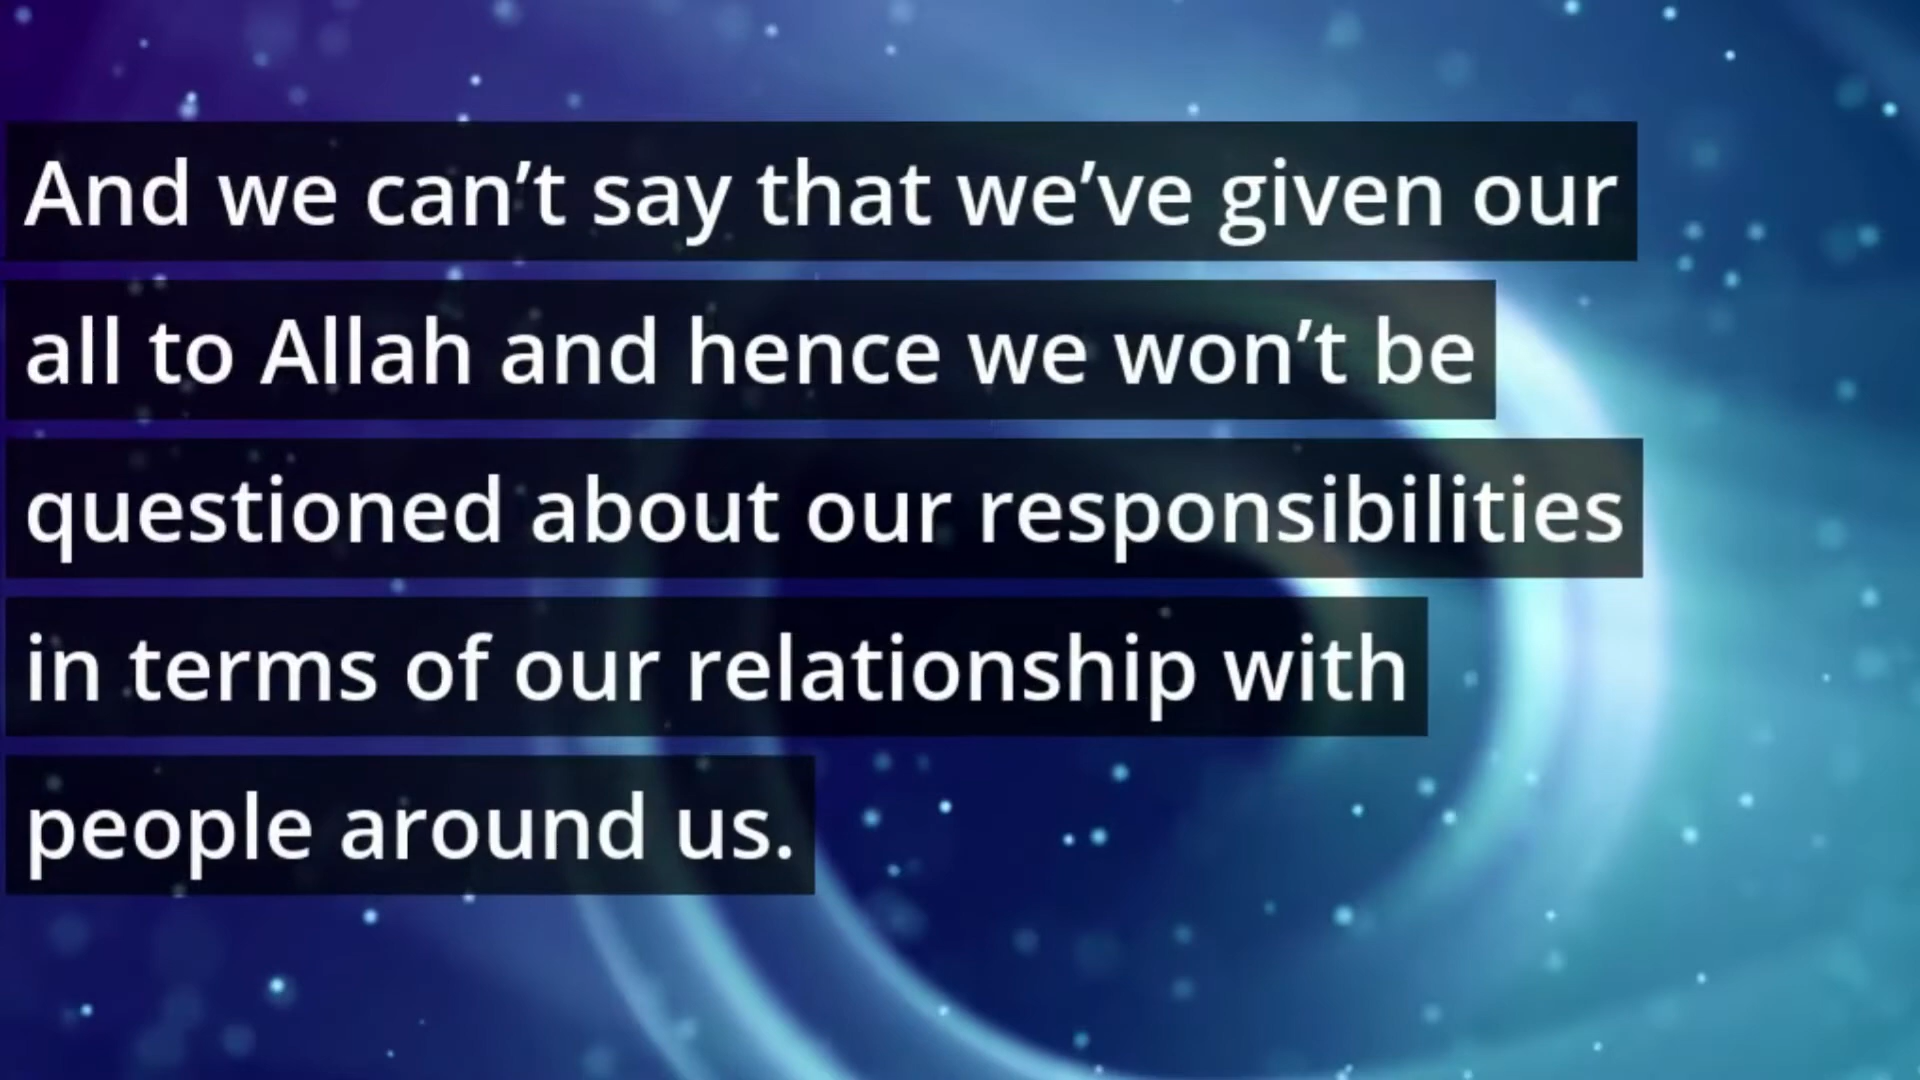 And we can’t say that we’ve given our
all to Allah and hence we won’t be
questioned about our responsibilities
in terms of our relationship with
people around us.